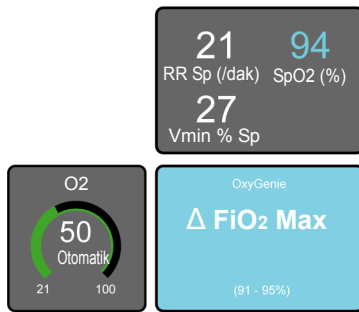 21 94
RR Sp (/dak) SpO2 (%)
27
Vmin % Sp
O2
50
Otomatik
21 100
OxyGenie
Δ FiO₂ Max
(91 - 95%)